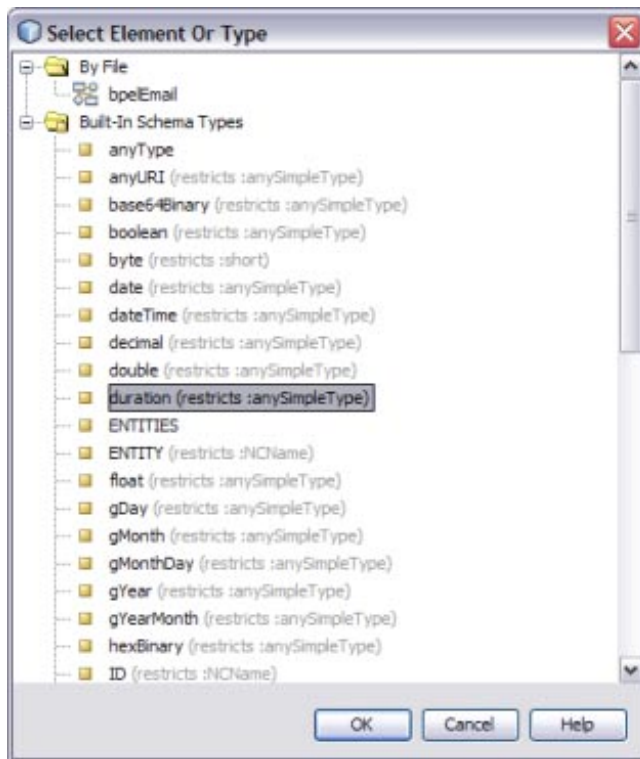 Select Element Or Type
By File
bpelEmail
Built-In Schema Types
anyType
anyURI (restricts :anySimpleType)
base64Binary (restricts :anySimpleType)
boolean (restricts :anySimpleType)
byte (restricts :short)
date (restricts :anySimpleType)
dateTime (restricts :anySimpleType)
decimal (restricts :anySimpleType)
double (restricts :anySimpleType)
duration (restricts :anySimpleType)
ENTITIES
ENTITY (restricts :NCName)
float (restricts :anySimpleType)
gDay (restricts :anySimpleType)
gMonth (restricts :anySimpleType)
gMonthDay (restricts :anySimpleType)
gYear (restricts :anySimpleType)
gYearMonth (restricts :anySimpleType)
hexBinary (restricts :anySimpleType)
ID (restricts :NCName)
OK Cancel Help